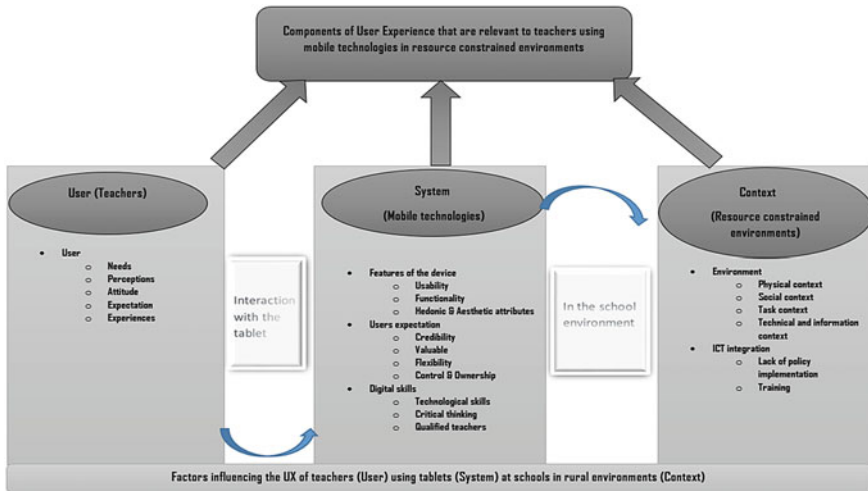 Components of User Experience that are relevant to teachers using
mobile technologies in resource constrained environments
User (Teachers)
• User
o Needs
o Perceptions
o Attitude
o Expectation
o Experiences
Interaction
with the
tablet
System
(Mobile technologies)
• Features of the device
o Usability
o Functionality
o Hedonic & Aesthetic attributes
• Users expectation
o Credibility
o Valuable
o Flexibility
o Control & Ownership
• Digital skills
o Technological skills
o Critical thinking
o Qualified teachers
In the school
environment
Context
(Resource constrained
environments)
• Environment
o Physical context
o Social context
o Task context
o Technical and information
context
• ICT integration
o Lack of policy
implementation
o Training
Factors influencing the UX of teachers (User) using tablets (System) at schools in rural environments (Context)